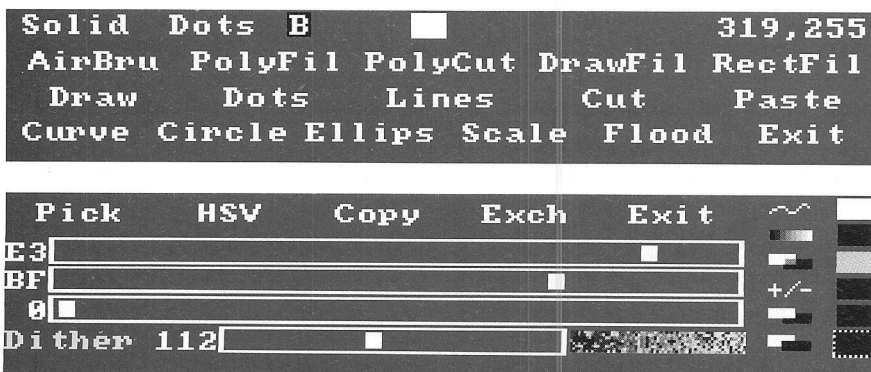 Solid Dots B 319,255
AirBru PolyFil PolyCut DrawFil RectFil
Draw Dots Lines Cut Paste
Curve Circle Ellips Scale Flood Exit
Pick HSV Copy Exch Exit
E3
BF
+/-
0
Dither 112